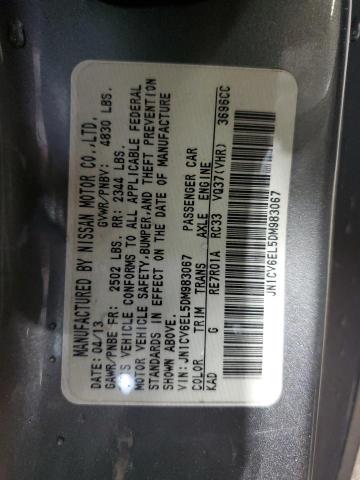 MANUFACTURED BY NISSAN MOTOR CO.,LTD.
DATE: 04/13 GVWR/PNBV: 4830 LBS.
GAWR/PNBE FR: 2502 LBS. RR: 2344 LBS.
THIS VEHICLE CONFORMS TO ALL APPLICABLE FEDERAL
MOTOR VEHICLE SAFETY,BUMPER,AND THEFT PREVENTION
STANDARDS IN EFFECT ON THE DATE OF MANUFACTURE
SHOWN ABOVE.
VIN: JN1CV6EL5DM983067 PASSENGER CAR
COLOR TRIM TRANS AXLE ENGINE
KAD G RE7R01A RC33 VQ37(VHR) 3696CC
JN1CV6EL5DM983067